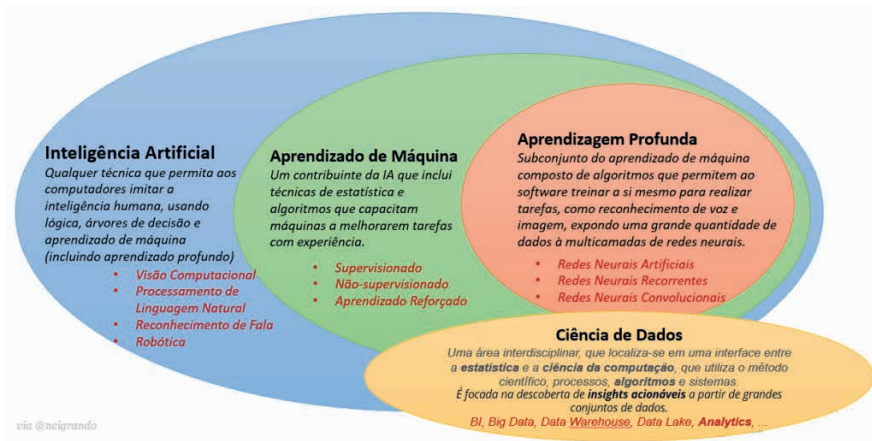 Inteligência Artificial
Qualquer técnica que permita aos
computadores imitar a
inteligência humana, usando
lógica, árvores de decisão e
aprendizado de máquina
(incluindo aprendizado profundo)
• Visão Computacional
• Processamento de
Linguagem Natural
• Reconhecimento de Fala
• Robótica
Aprendizado de Máquina
Um contribuinte da IA que inclui
técnicas de estatística e
algoritmos que capacitam
máquinas a melhorarem tarefas
com experiência.
• Supervisionado
• Não-supervisionado
• Aprendizado Reforçado
Aprendizagem Profunda
Subconjunto do aprendizado de máquina
composto de algoritmos que permitem ao
software treinar a si mesmo para realizar
tarefas, como reconhecimento de voz e
imagem, expondo uma grande quantidade de
dados à multicamadas de redes neurais.
• Redes Neurais Artificiais
• Redes Neurais Recorrentes
• Redes Neurais Convolucionais
Ciência de Dados
Uma área interdisciplinar, que localiza-se em uma interface entre
a estatística e a ciência da computação, que utiliza o método
científico, processos, algoritmos e sistemas.
É focada na descoberta de insights acionáveis a partir de grandes
conjuntos de dados.
BI, Big Data, Data Warehouse, Data Lake, Analytics, ...
via @neigrando